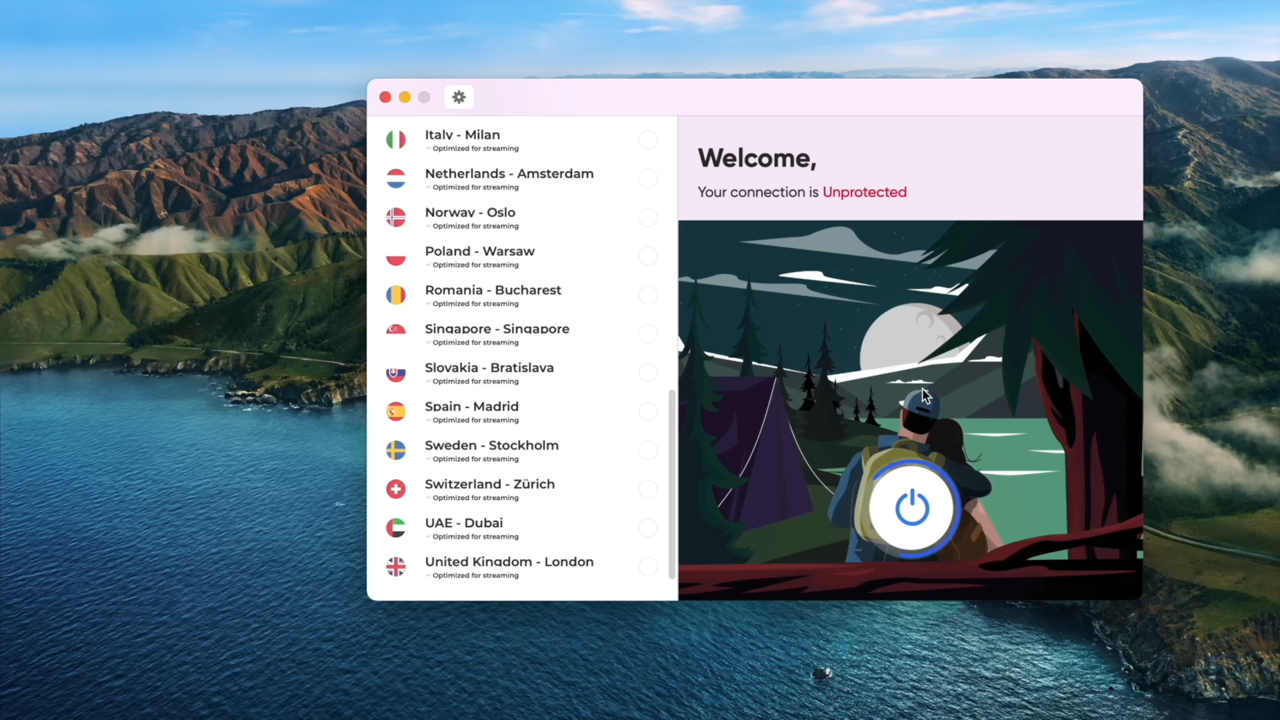 Italy - Milan
Optimized for streaming
Netherlands - Amsterdam
Optimized for streaming
Norway - Oslo
Optimized for streaming
Poland - Warsaw
Optimized for streaming
Romania - Bucharest
Optimized for streaming
Singapore - Singapore
Optimized for streaming
Slovakia - Bratislava
Optimized for streaming
Spain - Madrid
Optimized for streaming
Sweden - Stockholm
Optimized for streaming
Switzerland - Zürich
Optimized for streaming
UAE - Dubai
Optimized for streaming
United Kingdom - London
Optimized for streaming
Welcome,
Your connection is Unprotected